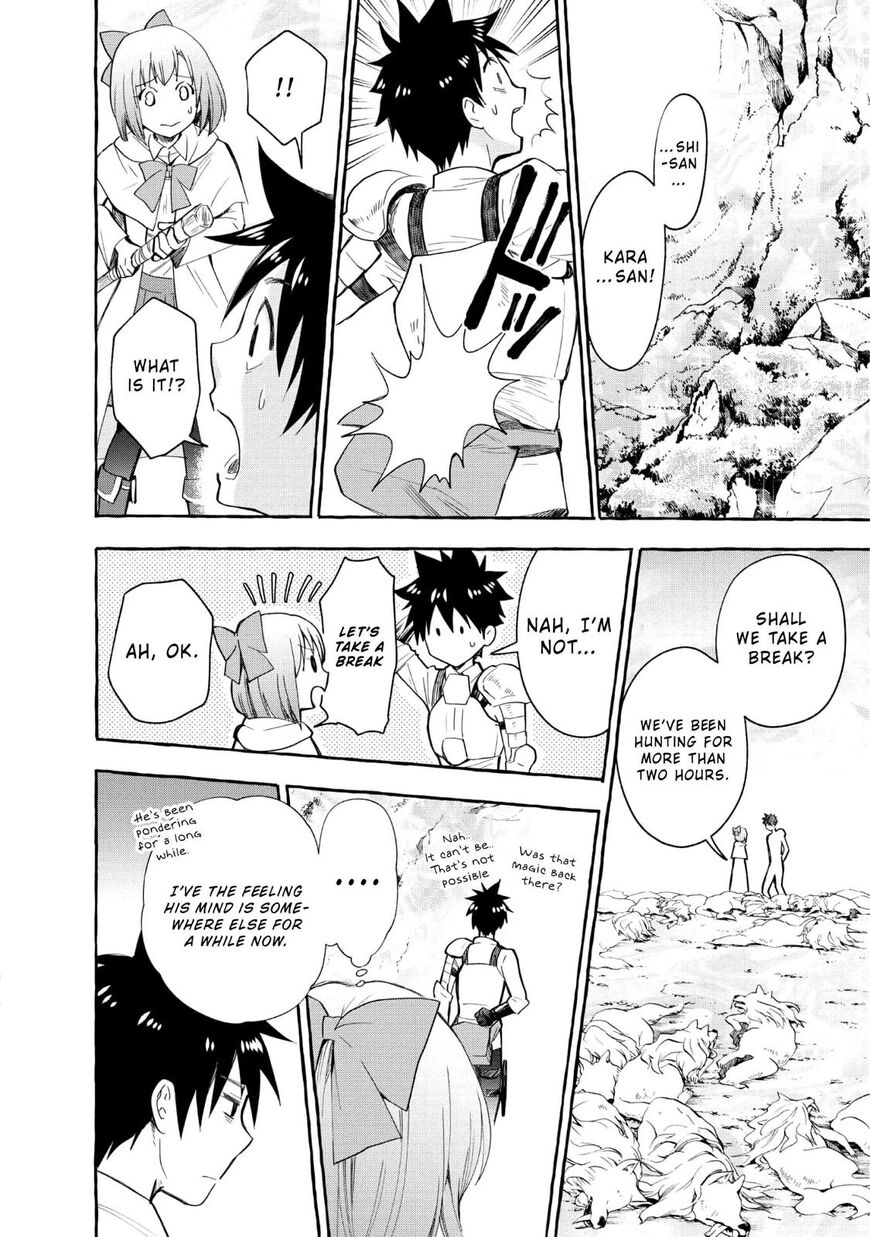 ...SHI
-SAN
...
KARA
...SAN!
ドッ
!!
WHAT
IS IT!?
SHALL
WE TAKE A
BREAK?
WE'VE BEEN
HUNTING FOR
MORE THAN
TWO HOURS.
NAH, I'M
NOT...
LET'S
TAKE A
BREAK
AH, OK.
Was that
magic back
there?
Nah..
It can't be..
That's not
possible
....
He's been
pondering
for a long
while.
I'VE THE FEELING
HIS MIND IS SOME-
WHERE ELSE FOR
A WHILE NOW.